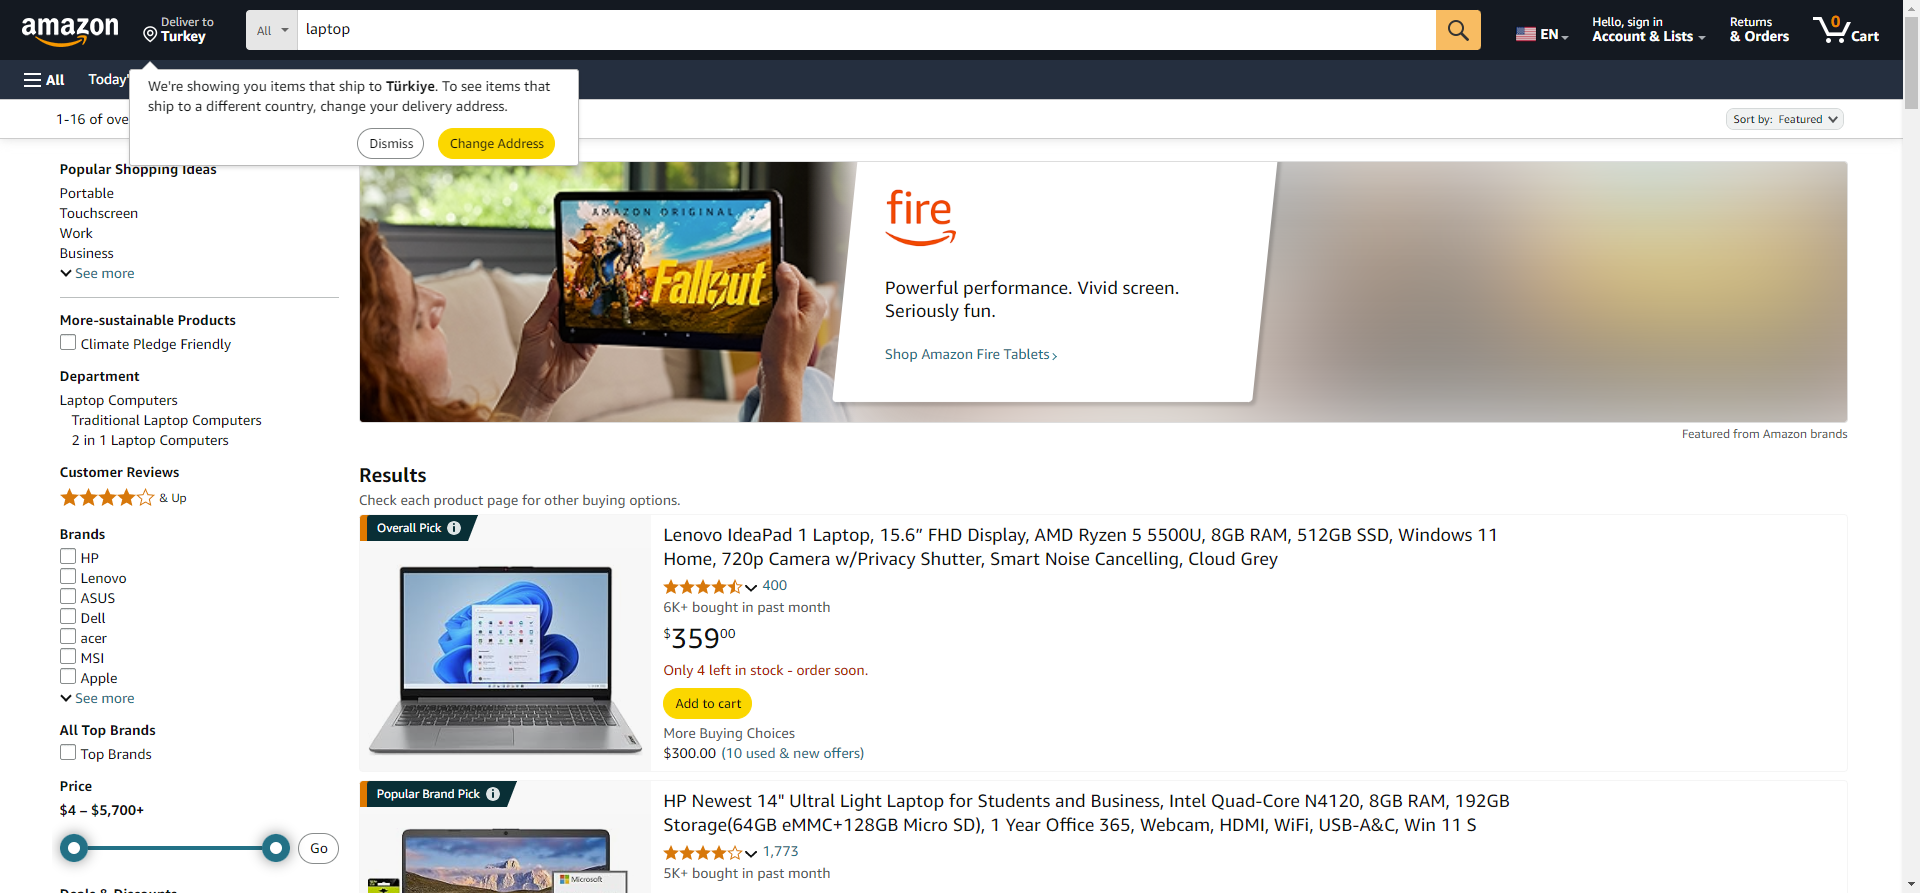 amazon
Deliver to
Turkey
All
laptop
EN
Hello, sign in
Account & Lists
Returns
& Orders
0
Cart
All
Today'
We're showing you items that ship to Türkiye. To see items that
ship to a different country, change your delivery address.
Dismiss
Change Address
1-16 of ove
Sort by: Featured
Popular Shopping Ideas
Portable
Touchscreen
Work
Business
See more
More-sustainable Products
Climate Pledge Friendly
Department
Laptop Computers
Traditional Laptop Computers
2 in 1 Laptop Computers
Customer Reviews
& Up
Brands
HP
Lenovo
ASUS
Dell
acer
MSI
Apple
See more
All Top Brands
Top Brands
Price
$4 – $5,700+
Go
Deals & Discounts
AMAZON ORIGINAL
Fallout
fire
Powerful performance. Vivid screen.
Seriously fun.
Shop Amazon Fire Tablets ›
Featured from Amazon brands
Results
Check each product page for other buying options.
Overall Pick
Lenovo IdeaPad 1 Laptop, 15.6” FHD Display, AMD Ryzen 5 5500U, 8GB RAM, 512GB SSD, Windows 11
Home, 720p Camera w/Privacy Shutter, Smart Noise Cancelling, Cloud Grey
400
6K+ bought in past month
$35900
Only 4 left in stock - order soon.
Add to cart
More Buying Choices
$300.00 (10 used & new offers)
Popular Brand Pick
HP Newest 14" Ultral Light Laptop for Students and Business, Intel Quad-Core N4120, 8GB RAM, 192GB
Storage(64GB eMMC+128GB Micro SD), 1 Year Office 365, Webcam, HDMI, WiFi, USB-A&C, Win 11 S
1,773
5K+ bought in past month
Microsoft